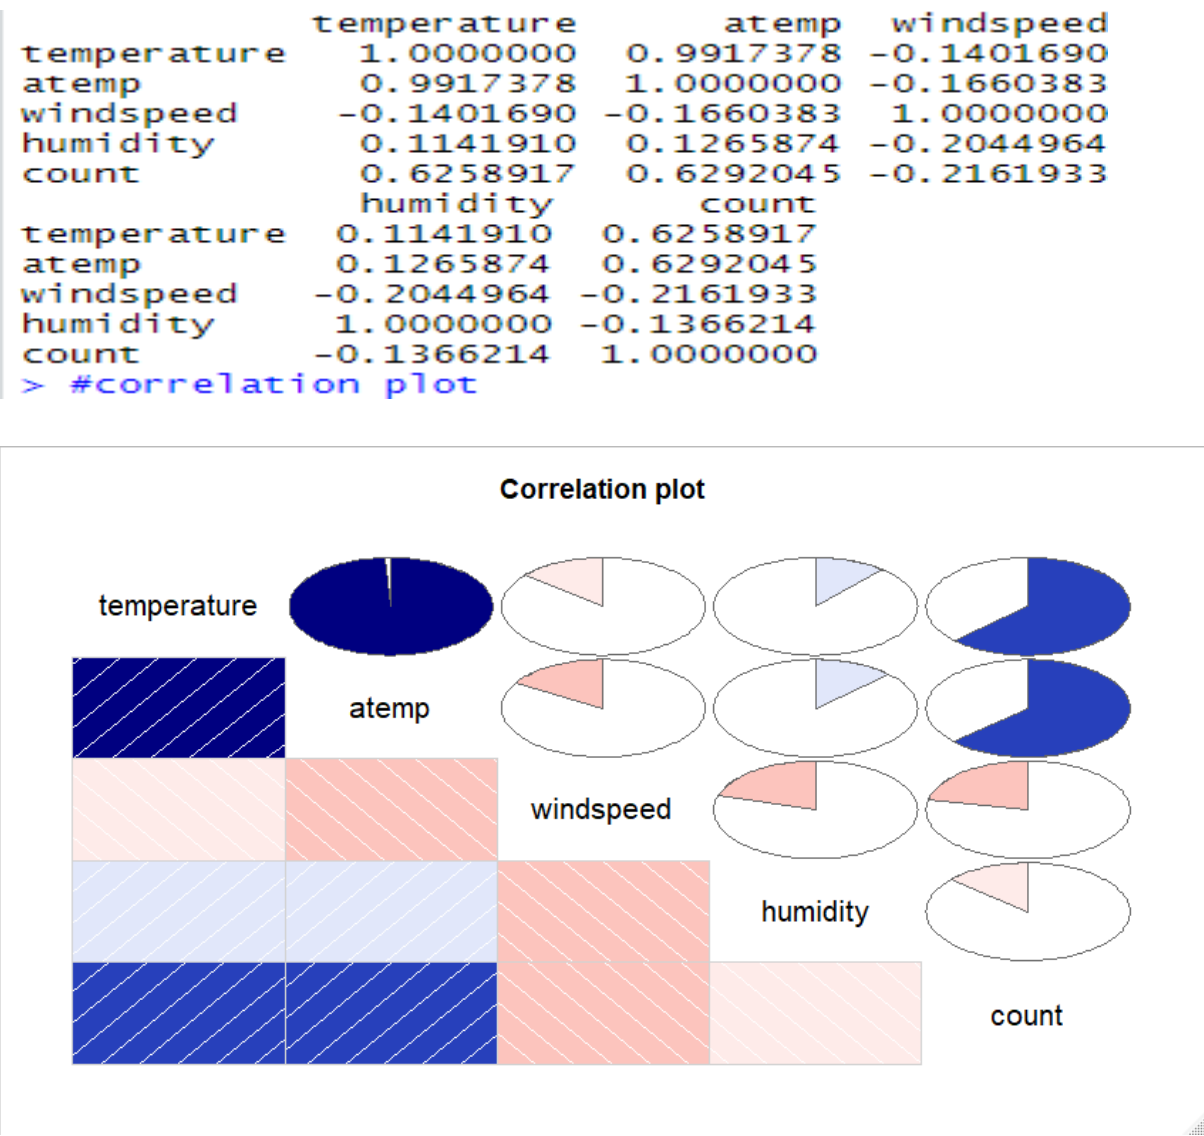 temperature atemp windspeed
temperature 1.0000000 0.9917378 -0.1401690
atemp 0.9917378 1.0000000 -0.1660383
windspeed -0.1401690 -0.1660383 1.0000000
humidity 0.1141910 0.1265874 -0.2044964
count 0.6258917 0.6292045 -0.2161933
humidity count
temperature 0.1141910 0.6258917
atemp 0.1265874 0.6292045
windspeed -0.2044964 -0.2161933
humidity 1.0000000 -0.1366214
count -0.1366214 1.0000000
> #correlation plot
Correlation plot
temperature
atemp
windspeed
humidity
count